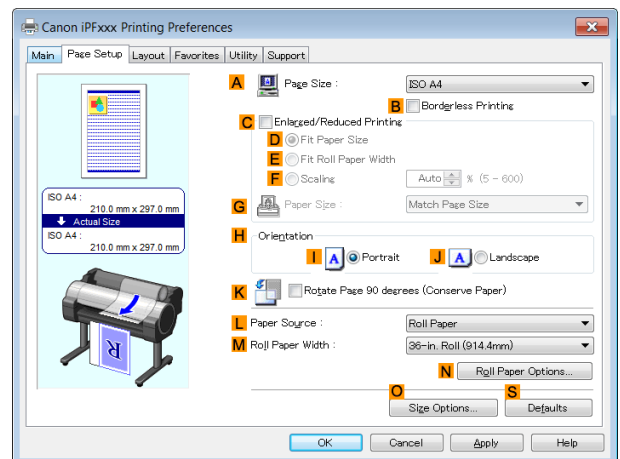 Canon iPFxxx Printing Preferences
Main Page Setup Layout Favorites Utility Support
A Page Size : ISO A4
B Borderless Printing
C Enlarged/Reduced Printing
D Fit Paper Size
E Fit Roll Paper Width
F Scaling Auto % (5 - 600)
G Paper Size : Match Page Size
ISO A4 :
210.0 mm x 297.0 mm
Actual Size
ISO A4 :
210.0 mm x 297.0 mm
H Orientation
I A Portrait J A Landscape
K Rotate Page 90 degrees (Conserve Paper)
L Paper Source : Roll Paper
M Roll Paper Width : 36-in. Roll (914.4mm)
N Roll Paper Options...
O S
Size Options... Defaults
R
OK Cancel Apply Help